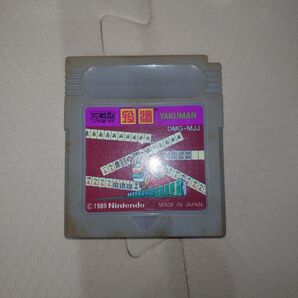 役満 YAKUMAN
DMG-MJJ
© 1989 Nintendo
MADE IN JAPAN